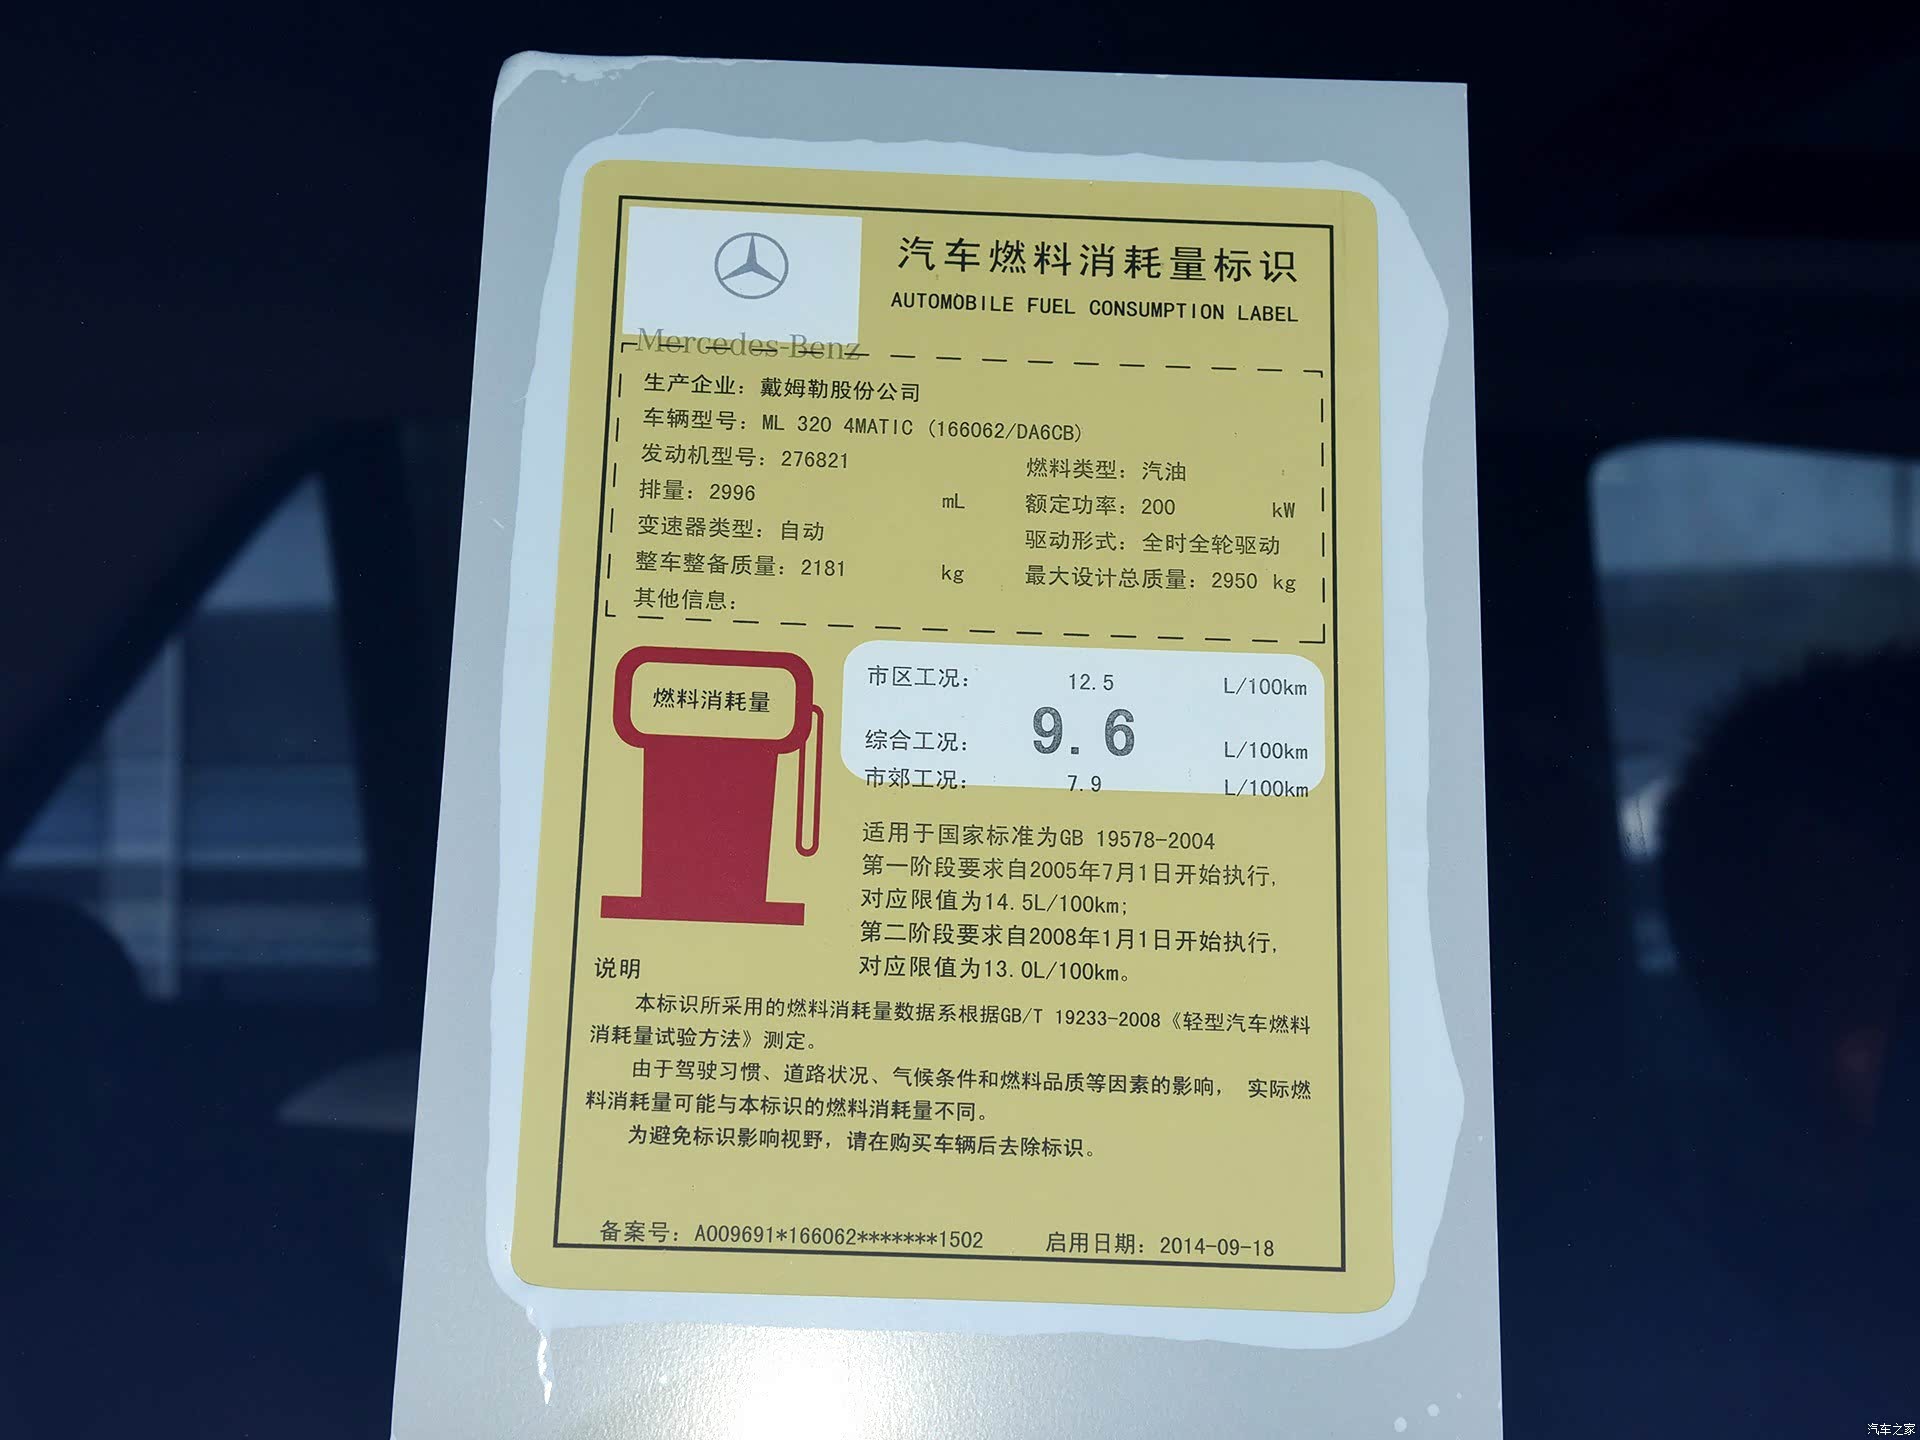 汽车燃料消耗量标识
AUTOMOBILE FUEL CONSUMPTION LABEL
Mercedes-Benz
生产企业：戴姆勒股份公司
车辆型号：ML 320 4MATIC (166062/DA6CB)
发动机型号：276821 燃料类型：汽油
排量：2996 mL 额定功率：200 kW
变速器类型：自动 驱动形式：全时全轮驱动
整车整备质量：2181 kg 最大设计总质量：2950 kg
其他信息：
燃料消耗量
市区工况： 12.5 L/100km
综合工况： 9.6 L/100km
市郊工况： 7.9 L/100km
适用于国家标准为GB 19578-2004
第一阶段要求自2005年7月1日开始执行,
对应限值为14.5L/100km;
第二阶段要求自2008年1月1日开始执行,
对应限值为13.0L/100km。
说明
本标识所采用的燃料消耗量数据系根据GB/T 19233-2008《轻型汽车燃料
消耗量试验方法》测定。
由于驾驶习惯、道路状况、气候条件和燃料品质等因素的影响， 实际燃
料消耗量可能与本标识的燃料消耗量不同。
为避免标识影响视野，请在购买车辆后去除标识。
备案号：A009691*166062*******1502 启用日期：2014-09-18
汽车之家